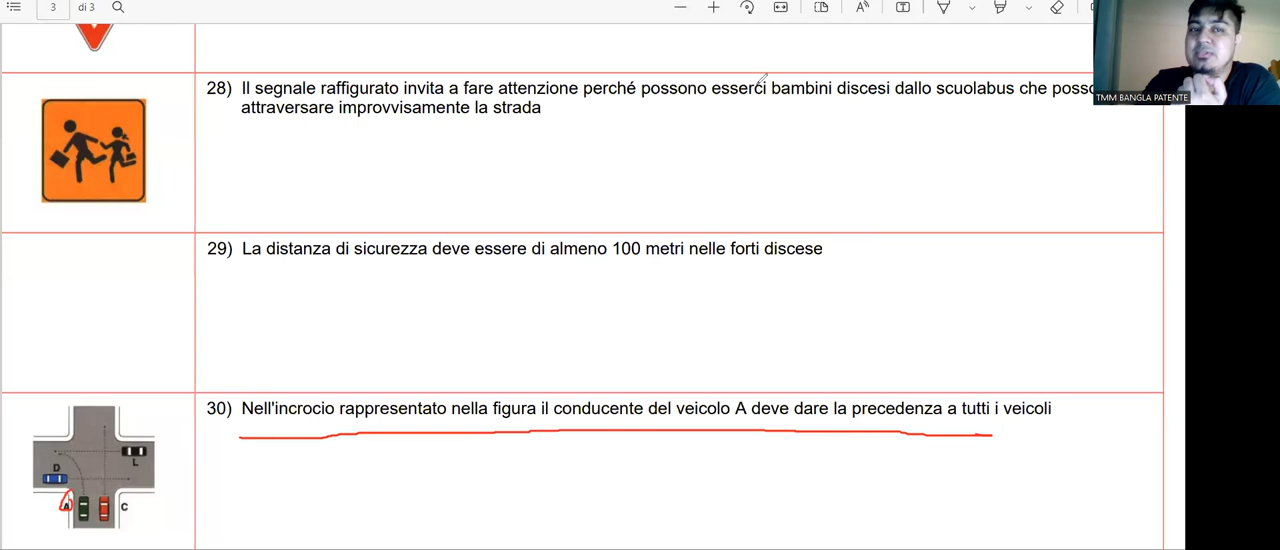 3 di 3
28) Il segnale raffigurato invita a fare attenzione perché possono esserci bambini discesi dallo scuolabus che
attraversare improvvisamente la strada
TMM BANGLA PATENTE
29) La distanza di sicurezza deve essere di almeno 100 metri nelle forti discese
30) Nell'incrocio rappresentato nella figura il conducente del veicolo A deve dare la precedenza a tutti i veicoli
D
L
A
C